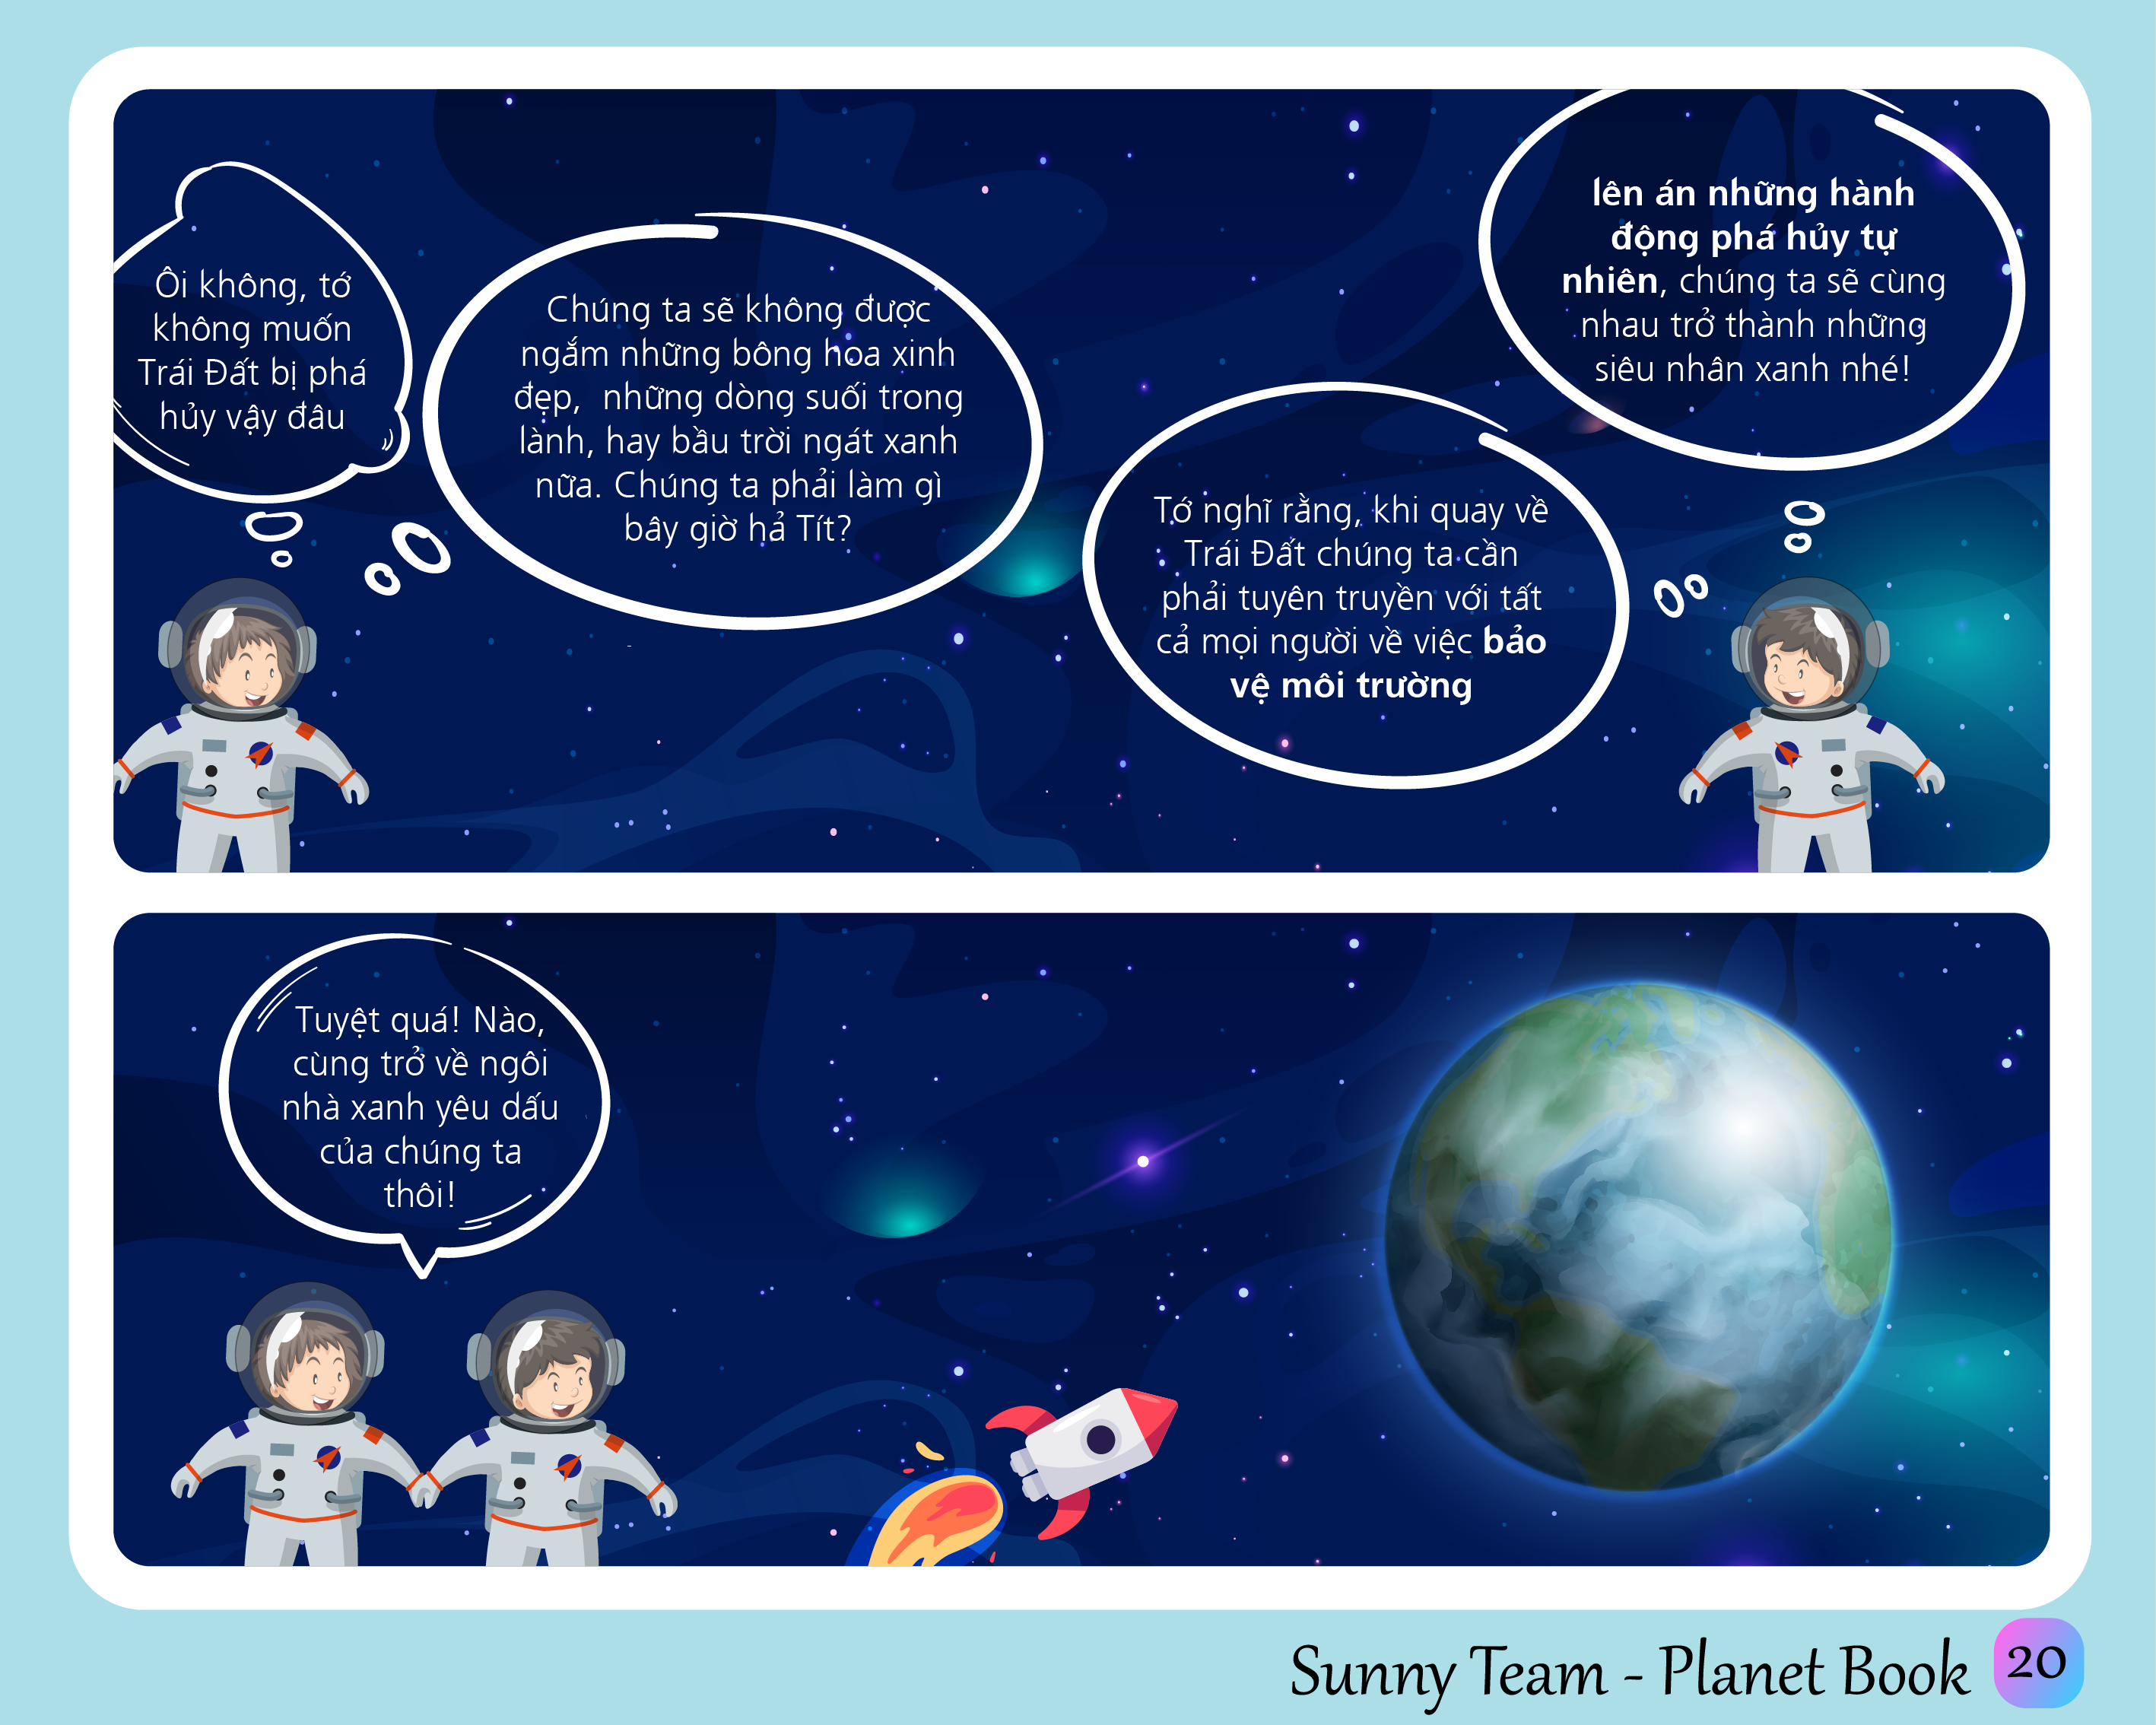 Ôi không, tớ
không muốn
Trái Đất bị phá
hủy vậy đâu
Chúng ta sẽ không được
ngắm những bông hoa xinh
đẹp,  những dòng suối trong
lành, hay bầu trời ngát xanh
nữa. Chúng ta phải làm gì
bây giờ hả Tít?
Tớ nghĩ rằng, khi quay về
Trái Đất chúng ta cần
phải tuyên truyền với tất
cả mọi người về việc bảo
vệ môi trường
lên án những hành
động phá hủy tự
nhiên, chúng ta sẽ cùng
nhau trở thành những
siêu nhân xanh nhé!
Tuyệt quá! Nào,
cùng trở về ngôi
nhà xanh yêu dấu
của chúng ta
thôi!
Sunny Team - Planet Book 20